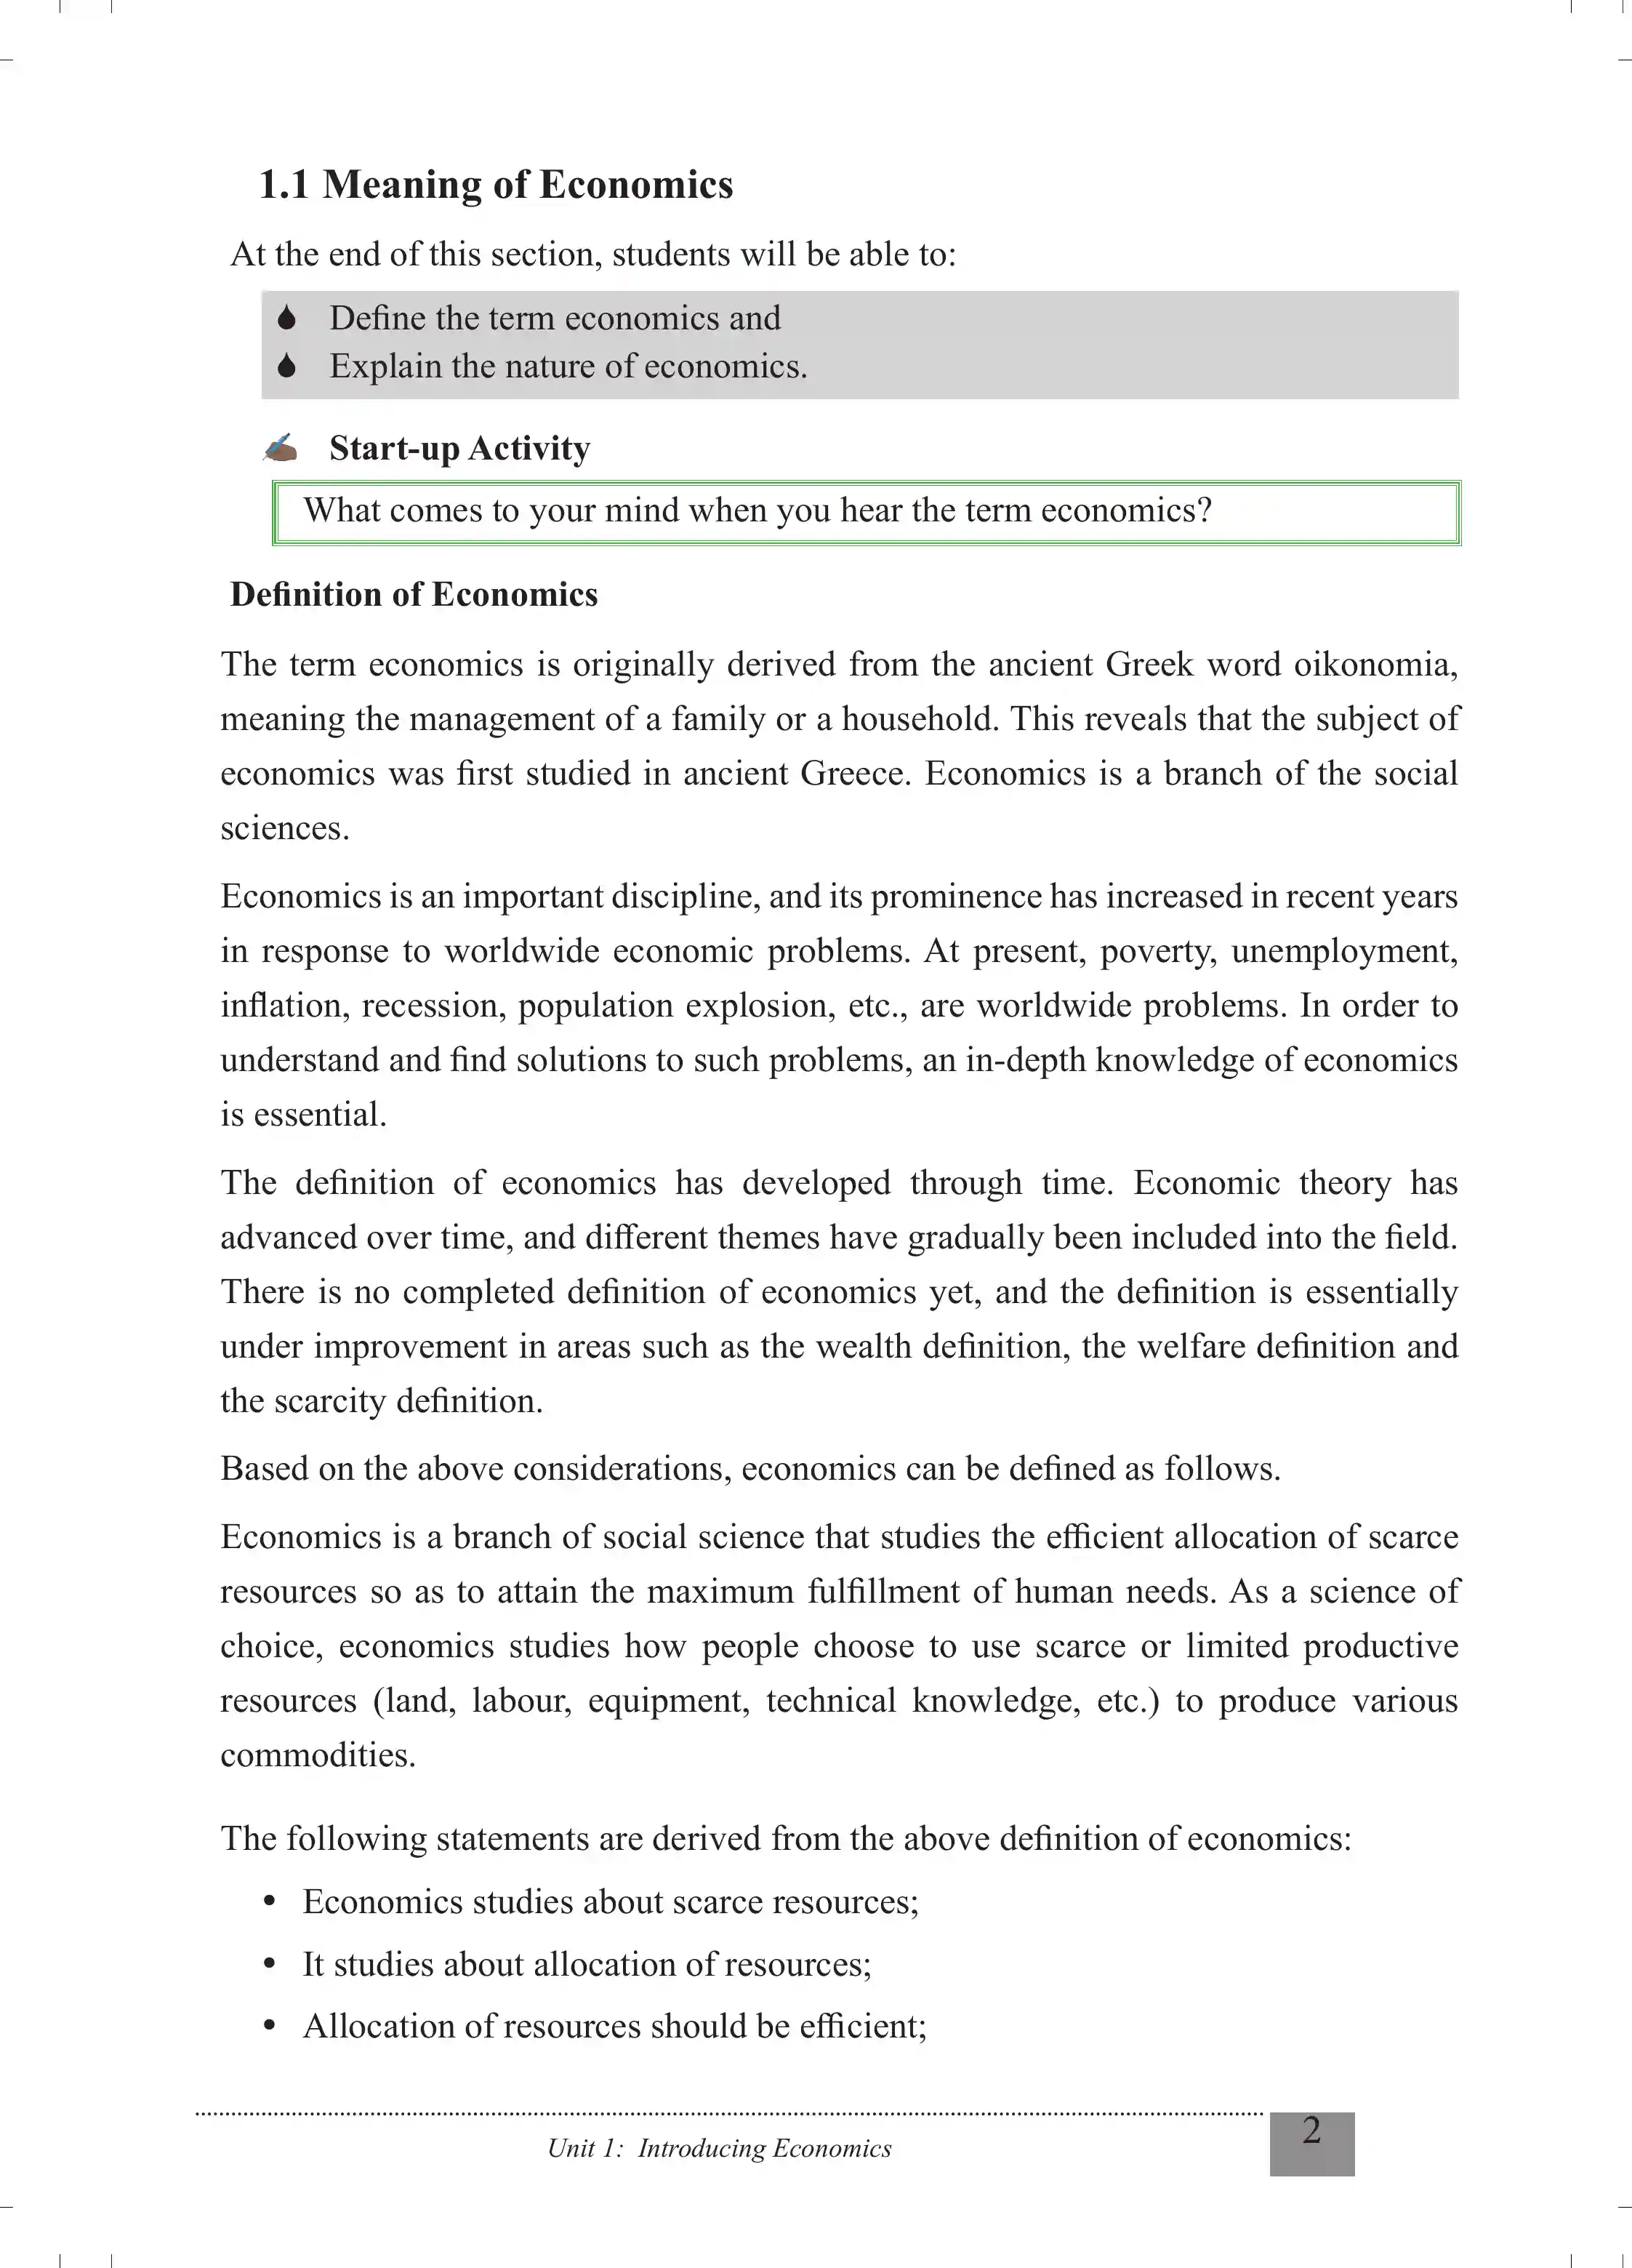 1.1 Meaning of Economics
At the end of this section, students will be able to:
Define the term economics and
Explain the nature of economics.
Start-up Activity
What comes to your mind when you hear the term economics?
Definition of Economics
The term economics is originally derived from the ancient Greek word oikonomia,
meaning the management of a family or a household. This reveals that the subject of
economics was first studied in ancient Greece. Economics is a branch of the social
sciences.
Economics is an important discipline, and its prominence has increased in recent years
in response to worldwide economic problems. At present, poverty, unemployment,
inflation, recession, population explosion, etc., are worldwide problems. In order to
understand and find solutions to such problems, an in-depth knowledge of economics
is essential.
The definition of economics has developed through time. Economic theory has
advanced over time, and different themes have gradually been included into the field.
There is no completed definition of economics yet, and the definition is essentially
under improvement in areas such as the wealth definition, the welfare definition and
the scarcity definition.
Based on the above considerations, economics can be defined as follows.
Economics is a branch of social science that studies the efficient allocation of scarce
resources so as to attain the maximum fulfillment of human needs. As a science of
choice, economics studies how people choose to use scarce or limited productive
resources (land, labour, equipment, technical knowledge, etc.) to produce various
commodities.
The following statements are derived from the above definition of economics:
• Economics studies about scarce resources;
• It studies about allocation of resources;
• Allocation of resources should be efficient;
Unit 1: Introducing Economics
2